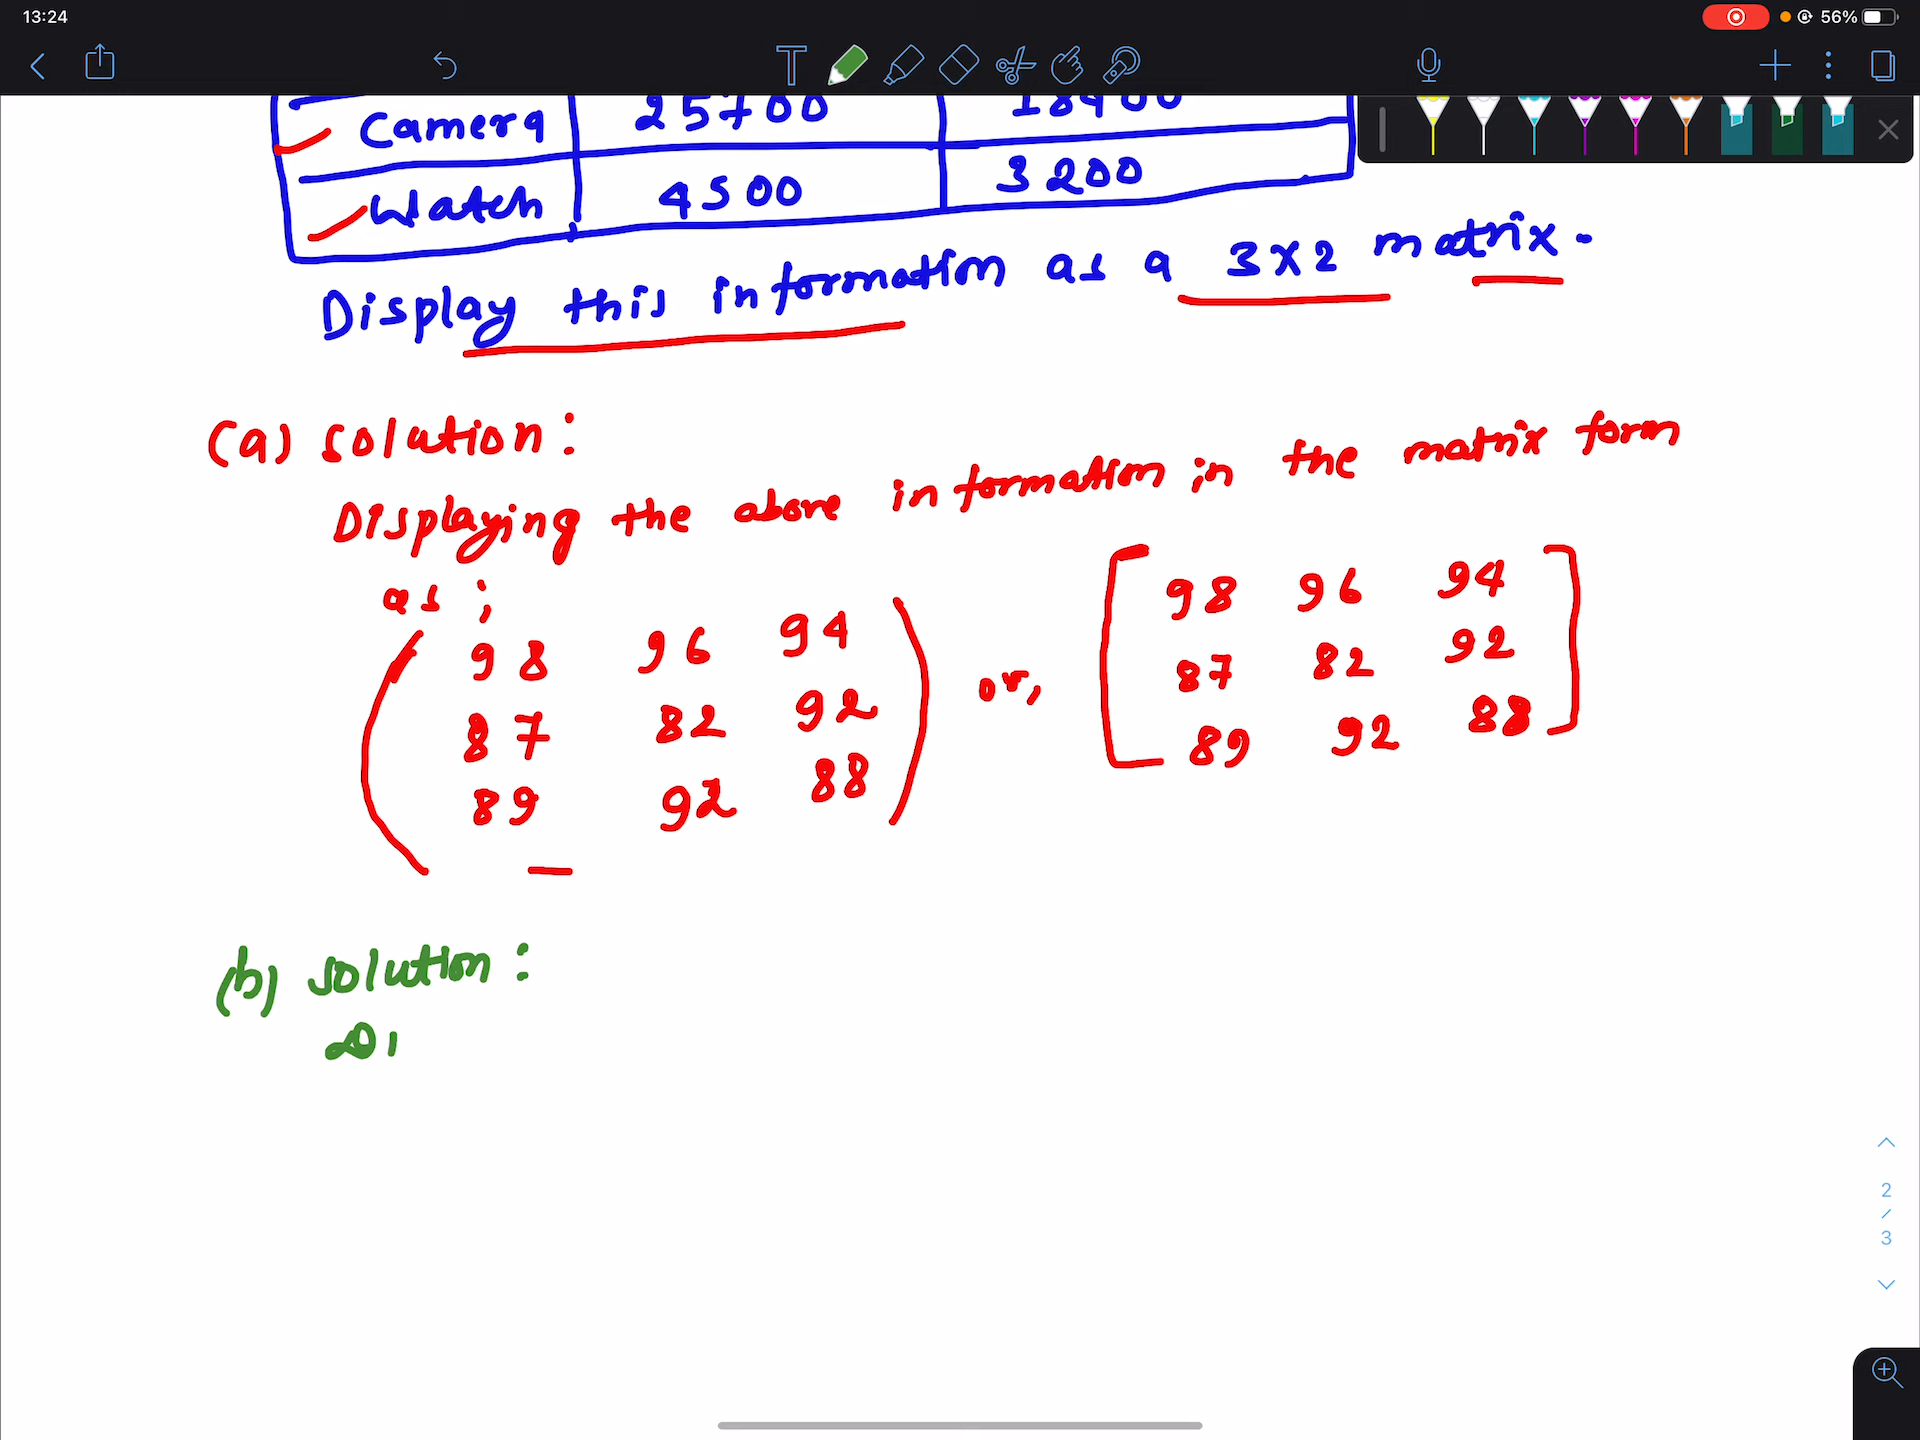 13:24
56%
Camera 25700
Watch 4500 3200
Display this information as a 3x2 matrix.
(a) solution:
Displaying the above information in the matrix form
as;
98 96 94
87 82 92
89 92 88
or,
98 96 94
87 82 92
89 92 88
(b) solution:
Di
2
/
3